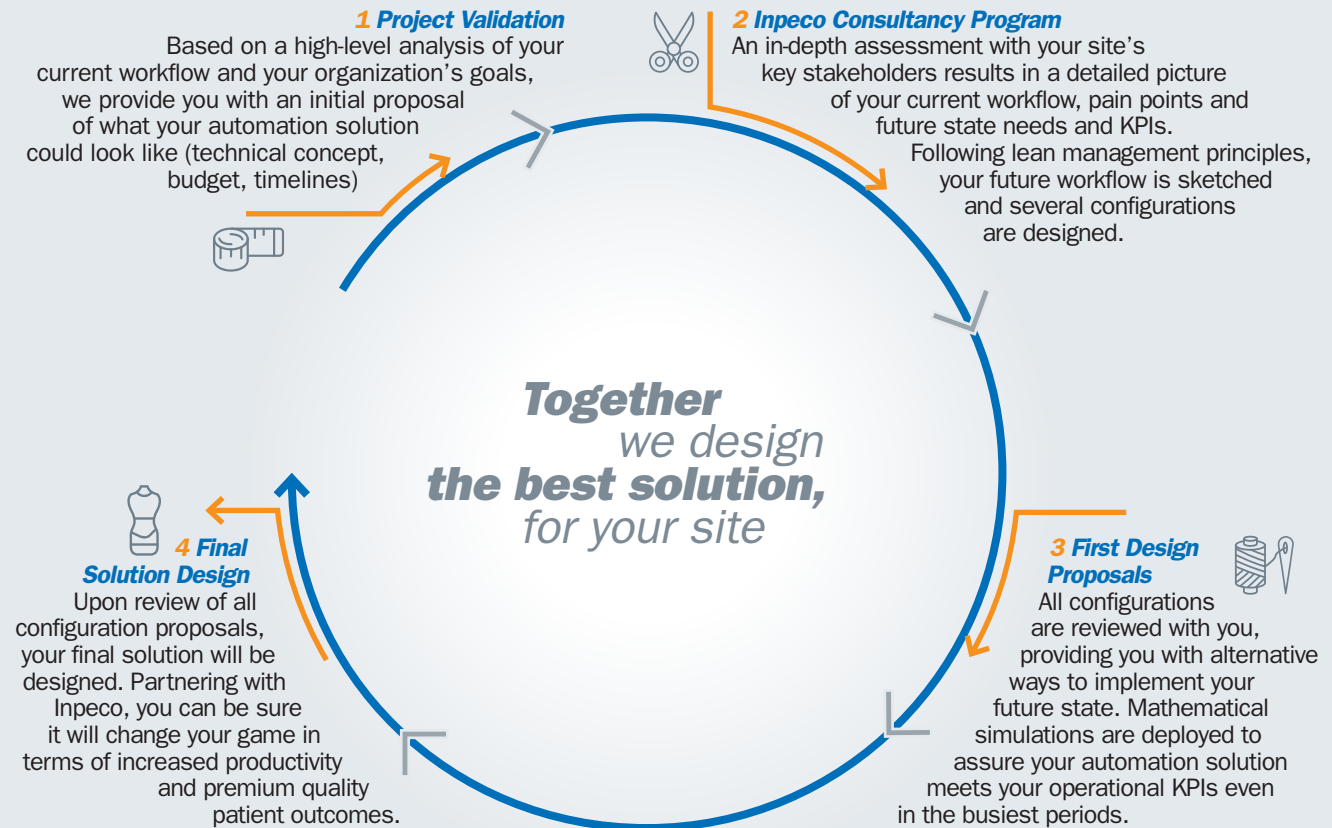 1 Project Validation
Based on a high-level analysis of your
current workflow and your organization's goals,
we provide you with an initial proposal
of what your automation solution
could look like (technical concept,
budget, timelines)
2 Inpeco Consultancy Program
An in-depth assessment with your site's
key stakeholders results in a detailed picture
of your current workflow, pain points and
future state needs and KPIs.
Following lean management principles,
your future workflow is sketched
and several configurations
are designed.
Together
we design
the best solution,
for your site
3 First Design
Proposals
All configurations
are reviewed with you,
providing you with alternative
ways to implement your
future state. Mathematical
simulations are deployed to
assure your automation solution
meets your operational KPIs even
in the busiest periods.
4 Final
Solution Design
Upon review of all
configuration proposals,
your final solution will be
designed. Partnering with
Inpeco, you can be sure
it will change your game in
terms of increased productivity
and premium quality
patient outcomes.